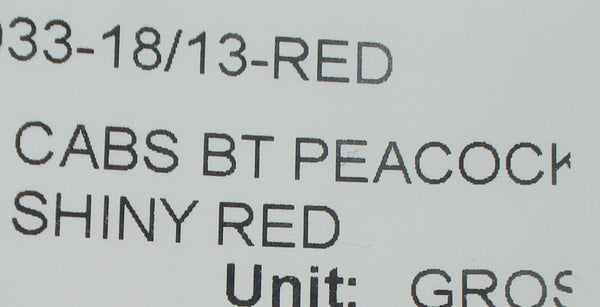 33-18/13-RED
CABS BT PEACOCK
SHINY RED
Unit: GROS